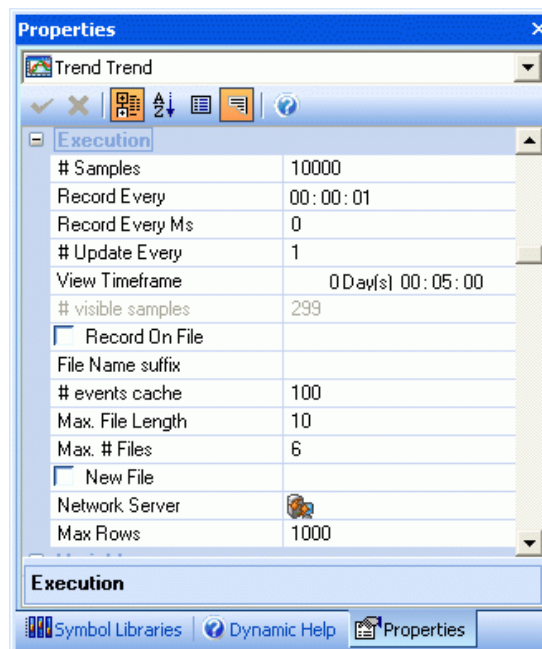 Properties
Trend Trend
Execution
# Samples 10000
Record Every 00:00:01
Record Every Ms 0
# Update Every 1
View Timeframe 0 Day(s) 00:05:00
# visible samples 299
Record On File
File Name suffix
# events cache 100
Max. File Length 10
Max. # Files 6
New File
Network Server
Max Rows 1000
Execution
Symbol Libraries Dynamic Help Properties